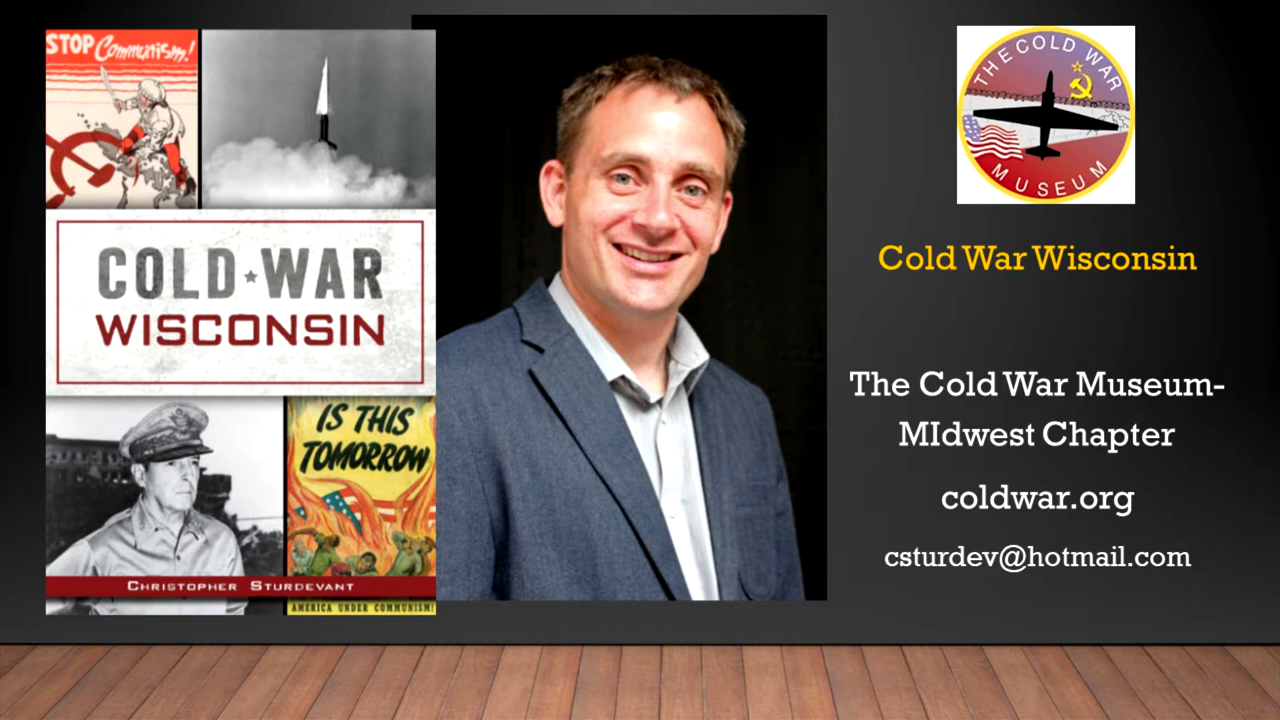 STOP Communism!
COLD★WAR
WISCONSIN
IS THIS
TOMORROW
CHRISTOPHER STURDEVANT
AMERICA UNDER COMMUNISM!
THE COLD WAR
MUSEUM
Cold War Wisconsin
The Cold War Museum-
MIdwest Chapter
coldwar.org
csturdev@hotmail.com